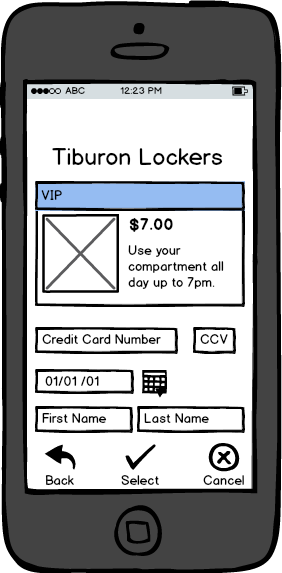 ABC 12:23 PM
Tiburon Lockers
VIP
$7.00
Use your
compartment all
day up to 7pm.
Credit Card Number CCV
01/01 /01
First Name Last Name
Back Select Cancel